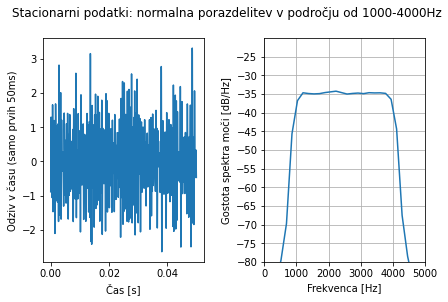 Stacionarni podatki: normalna porazdelitev v področju od 1000-4000Hz
Odziv v času (samo prvih 50ms)
3
2
1
0
−1
−2
0.00 0.02 0.04
Čas [s]
Gostota spektra moči [dB/Hz]
−25
−30
−35
−40
−45
−50
−55
−60
−65
−70
−75
−80
0 1000 2000 3000 4000 5000
Frekvenca [Hz]